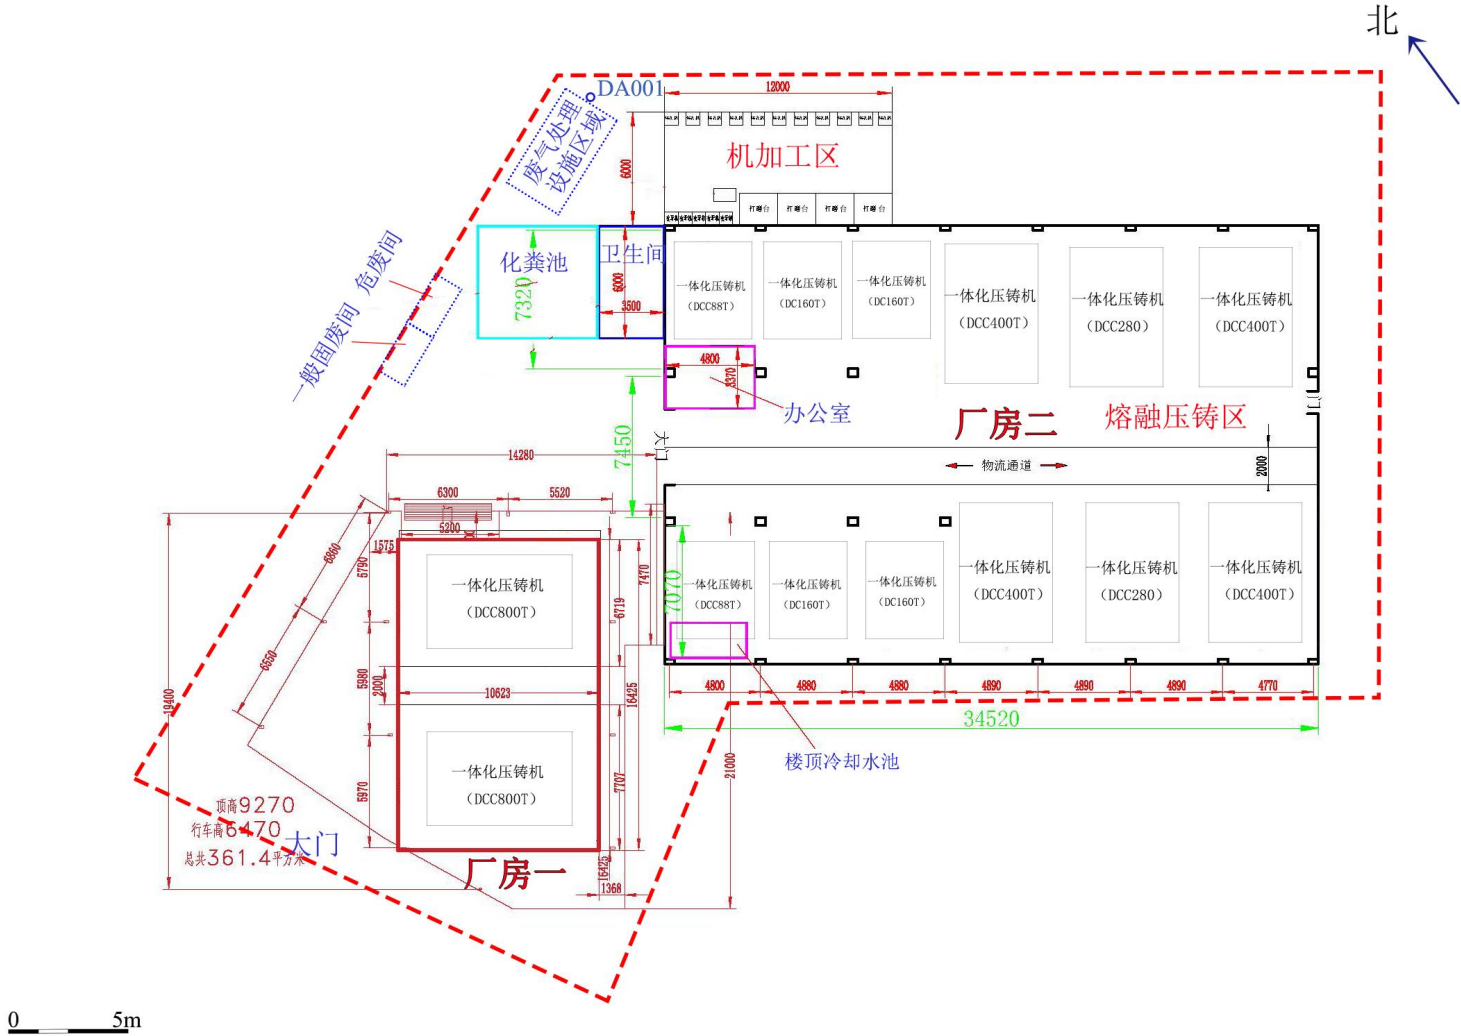 北
DA001
12000
废气处理
设施区域
机加工区
6000
打磨台
打磨台
打磨台
打磨台
危废间
一般固废间
化粪池
7320
卫生间
6000
3500
一体化压铸机
(DCC88T)
一体化压铸机
(DC160T)
一体化压铸机
(DC160T)
一体化压铸机
(DCC400T)
一体化压铸机
(DCC280)
一体化压铸机
(DCC400T)
4800
3370
办公室
厂房二
熔融压铸区
门
大门
7450
14280
物流通道
2000
6300
5520
5200
1575
6860
5790
6550
5980
2000
19400
5970
一体化压铸机
(DCC800T)
10623
一体化压铸机
(DCC800T)
6719
7470
16425
7707
16425
1368
21000
7070
一体化压铸机
(DCC88T)
一体化压铸机
(DC160T)
一体化压铸机
(DC160T)
一体化压铸机
(DCC400T)
一体化压铸机
(DCC280)
一体化压铸机
(DCC400T)
4800
4880
4880
4890
4890
4890
4770
34520
楼顶冷却水池
顶高9270
行车高6470
总共361.4平方米
大门
厂房一
0
5m